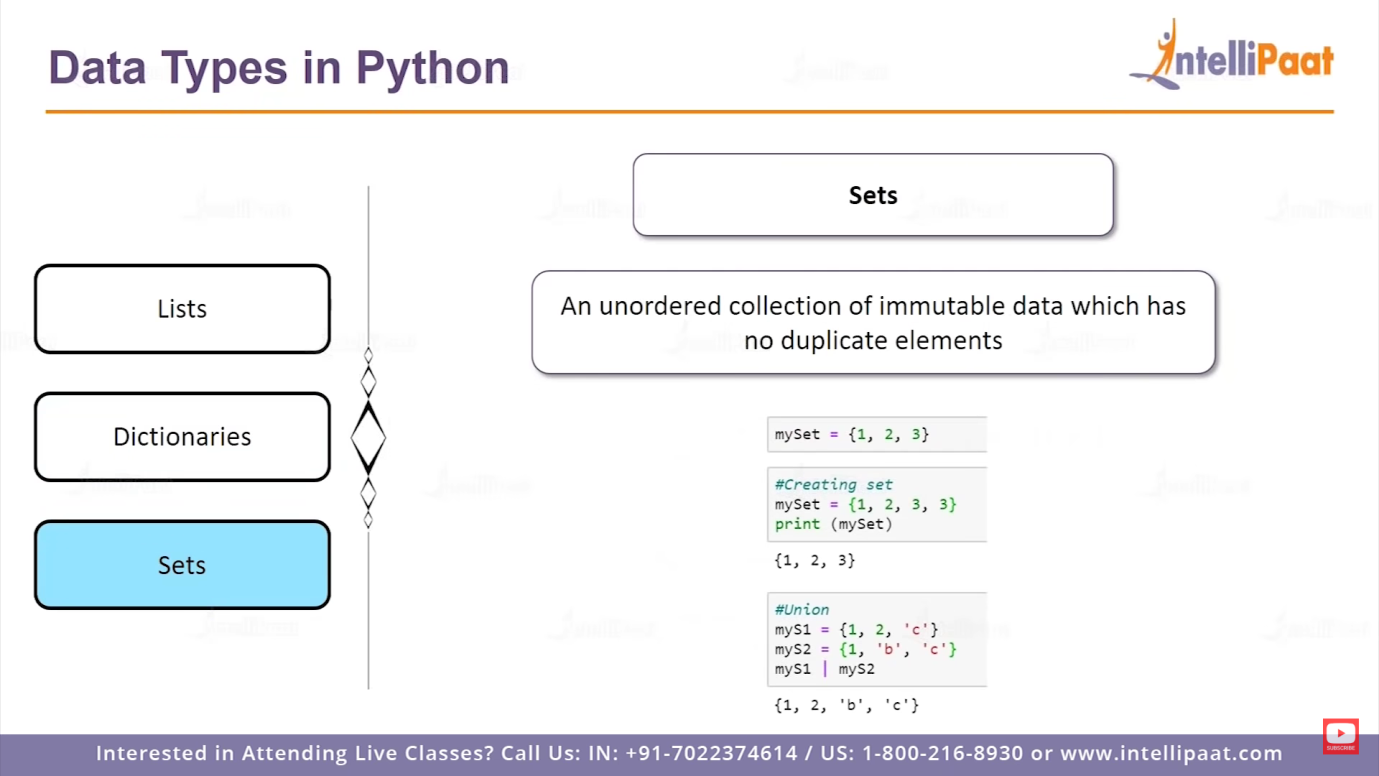 Data Types in Python
IntelliPaat
Sets
An unordered collection of immutable data which has
no duplicate elements
Lists
Dictionaries
Sets
mySet = {1, 2, 3}
#Creating set
mySet = {1, 2, 3, 3}
print (mySet)
{1, 2, 3}
#Union
myS1 = {1, 2, 'c'}
myS2 = {1, 'b', 'c'}
myS1 | myS2
{1, 2, 'b', 'c'}
SUBSCRIBE
Interested in Attending Live Classes? Call Us: IN: +91-7022374614 / US: 1-800-216-8930 or www.intellipaat.com